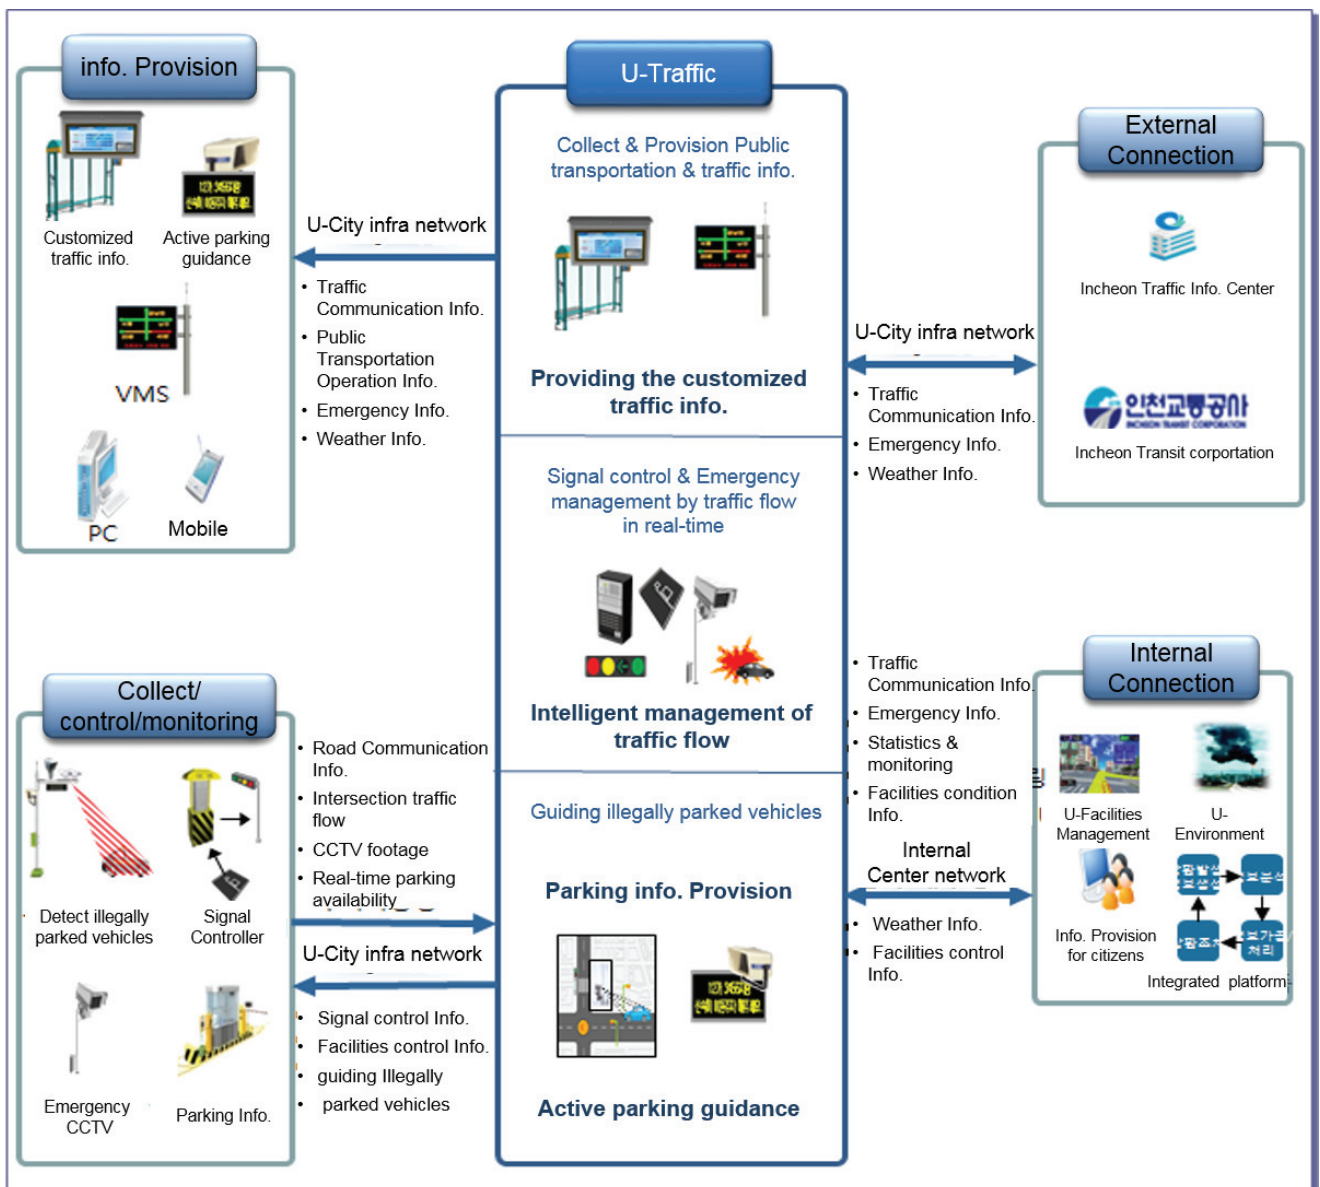 info. Provision
Customized
traffic info.
Active parking
guidance
VMS
PC
Mobile
U-City infra network
• Traffic
Communication Info.
• Public
Transportation
Operation Info.
• Emergency Info.
• Weather Info.
U-Traffic
Collect & Provision Public
transportation & traffic info.
Providing the customized
traffic info.
Signal control & Emergency
management by traffic flow
in real-time
Intelligent management of
traffic flow
Guiding illegally parked vehicles
Parking info. Provision
Active parking guidance
External
Connection
Incheon Traffic Info. Center
인천교통공사
INCHEON TRANSIT CORPORATION
Incheon Transit corportation
U-City infra network
• Traffic
Communication Info.
• Emergency Info.
• Weather Info.
Collect/
control/monitoring
Detect illegally
parked vehicles
Signal
Controller
Emergency
CCTV
Parking Info.
• Road Communication
Info.
• Intersection traffic
flow
• CCTV footage
• Real-time parking
availability
U-City infra network
• Signal control Info.
• Facilities control Info.
• guiding Illegally
• parked vehicles
• Traffic
Communication Info.
• Emergency Info.
• Statistics &
monitoring
• Facilities condition
Info.
Internal
Center network
• Weather Info.
• Facilities control
Info.
Internal
Connection
U-Facilities
Management
U-
Environment
Info. Provision
for citizens
처리
Integrated platform